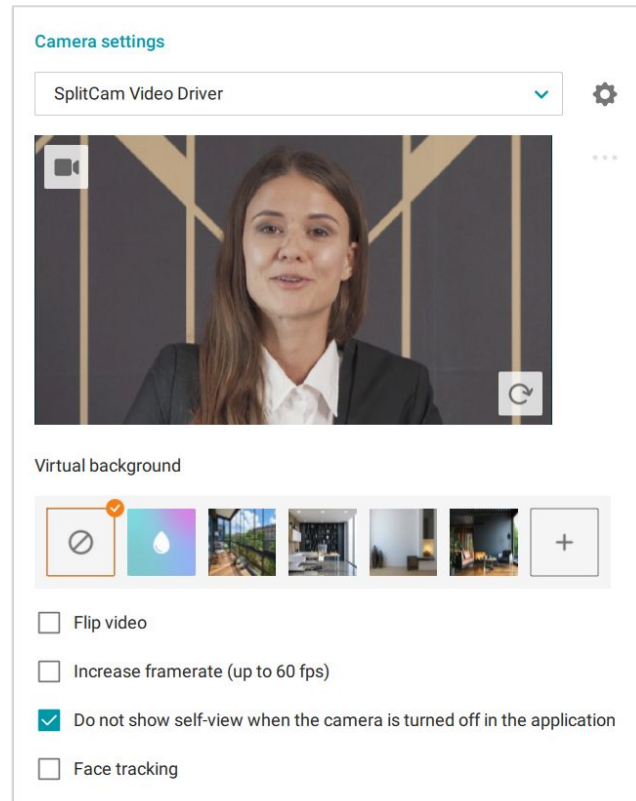 Camera settings
SplitCam Video Driver
Virtual background
Flip video
Increase framerate (up to 60 fps)
Do not show self-view when the camera is turned off in the application
Face tracking